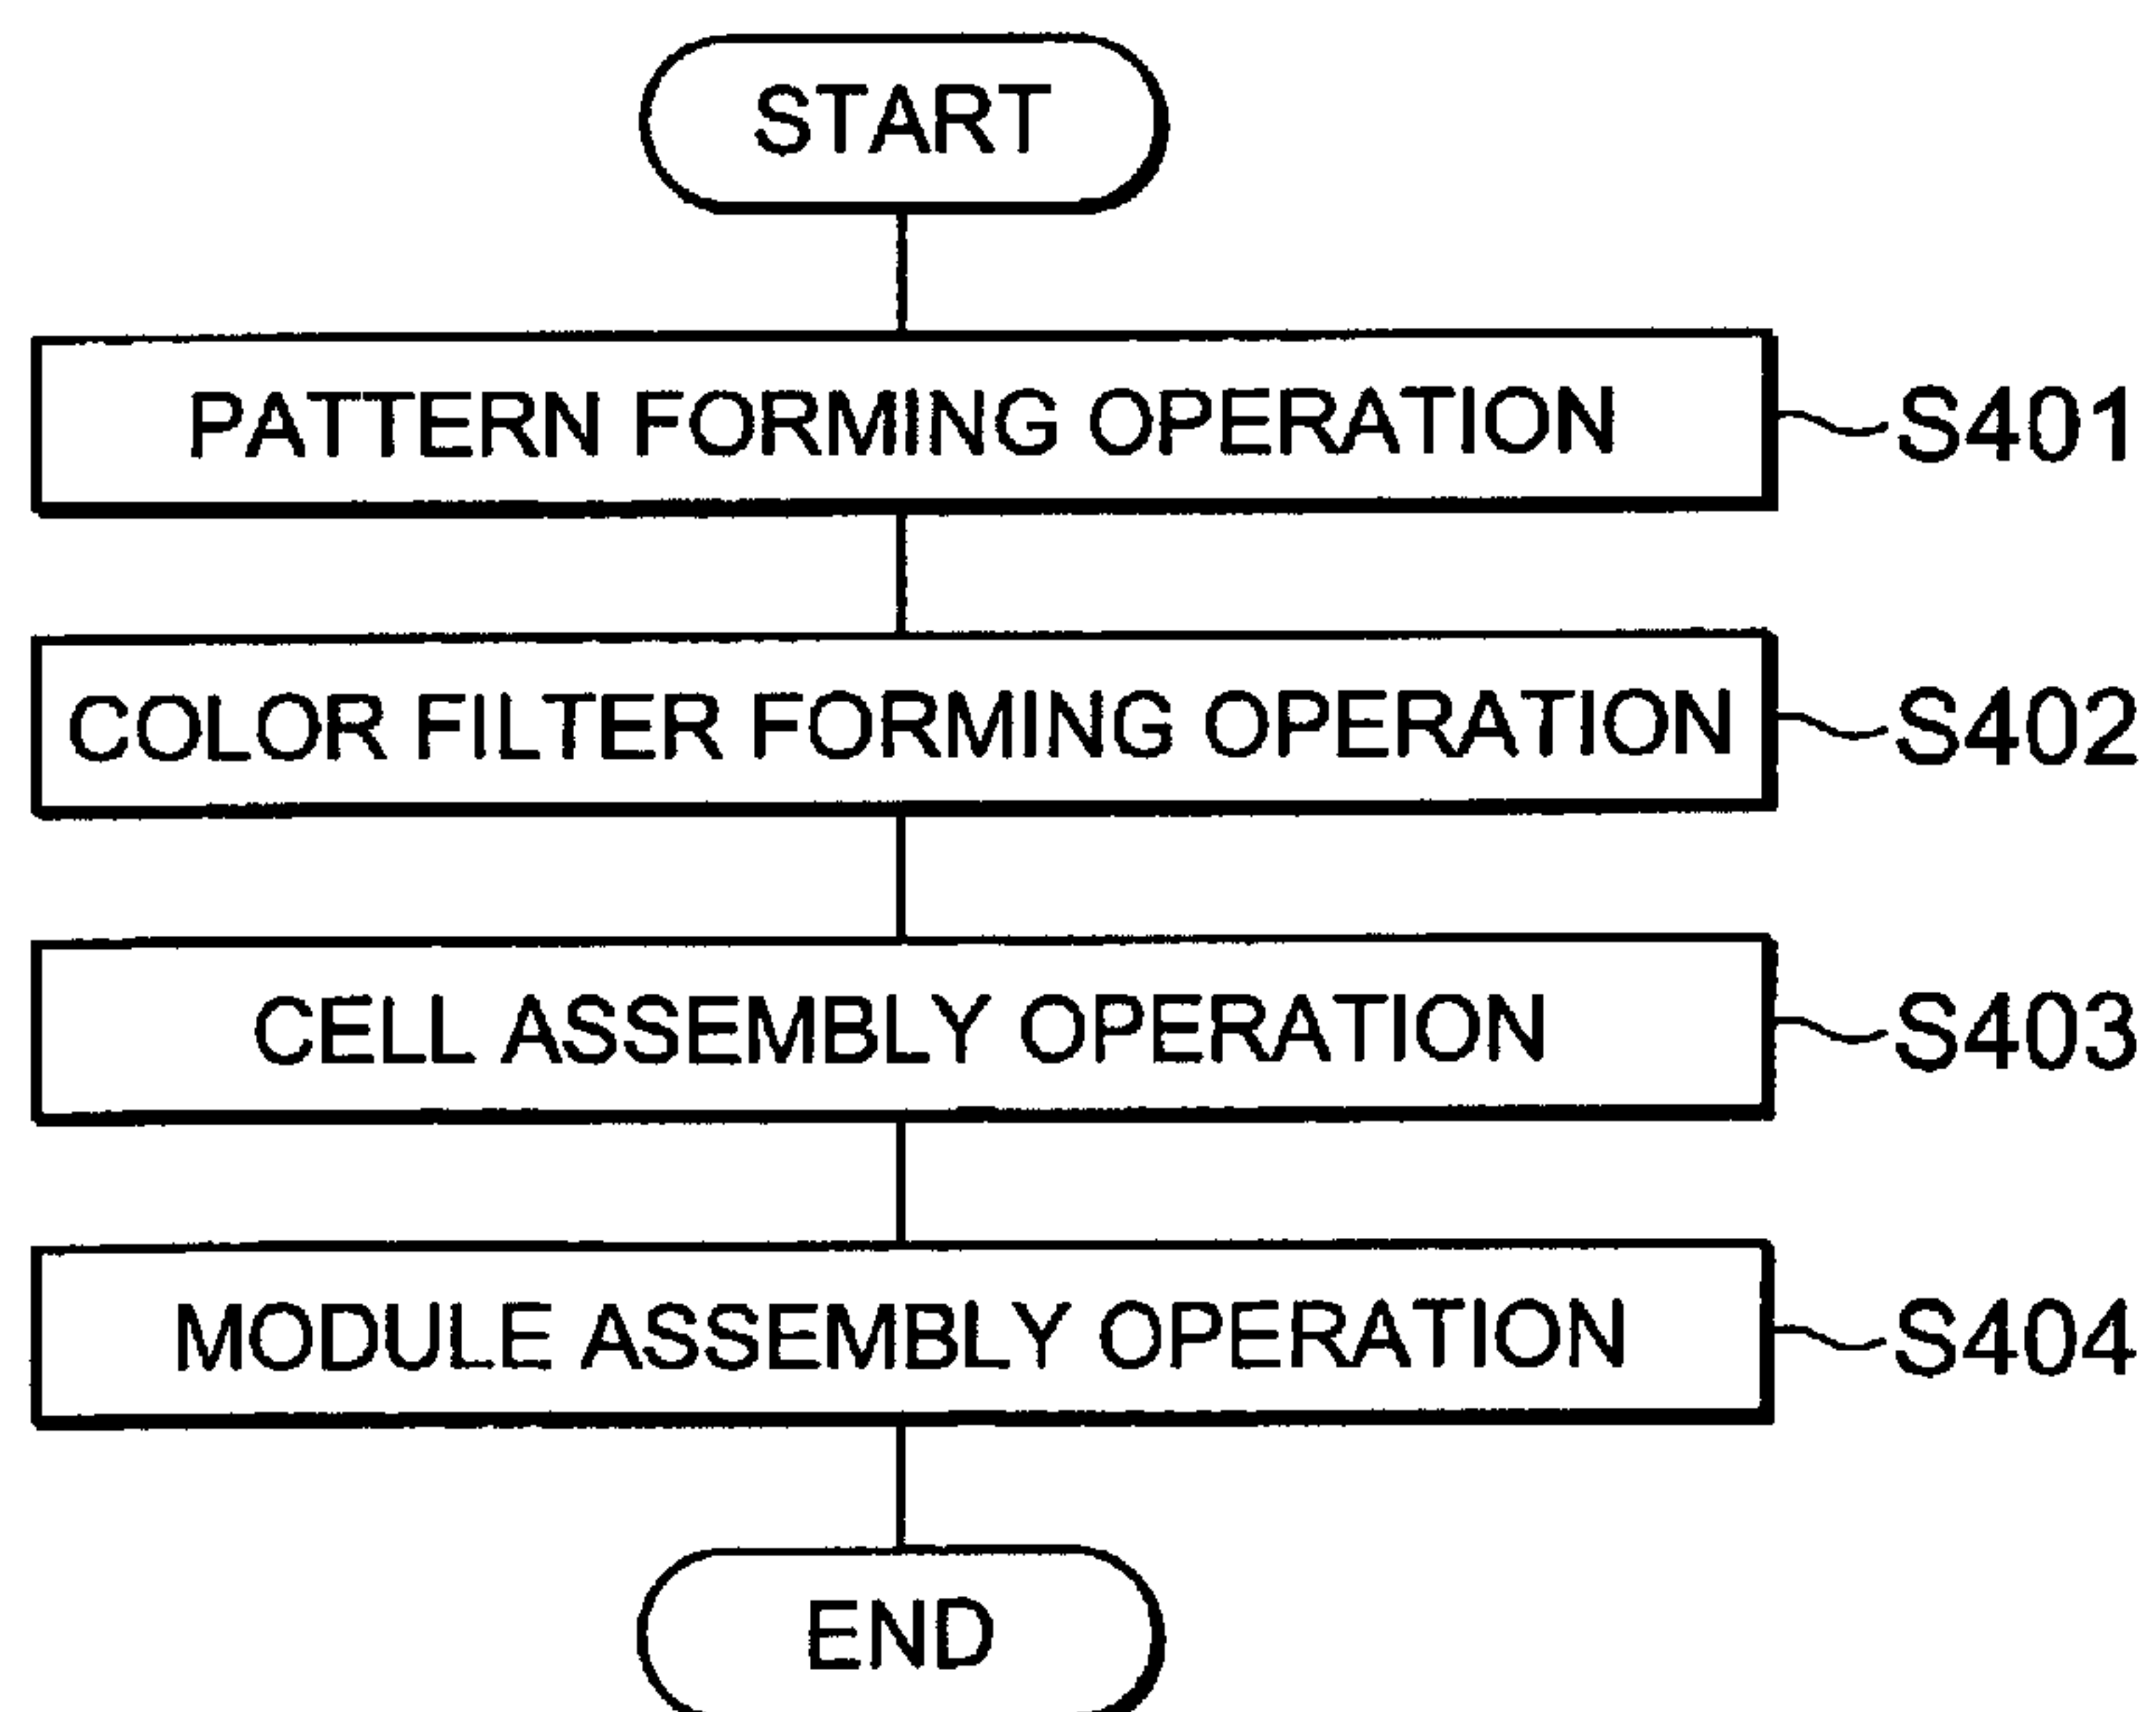 START
PATTERN FORMING OPERATION S401
COLOR FILTER FORMING OPERATION S402
CELL ASSEMBLY OPERATION S403
MODULE ASSEMBLY OPERATION S404
END